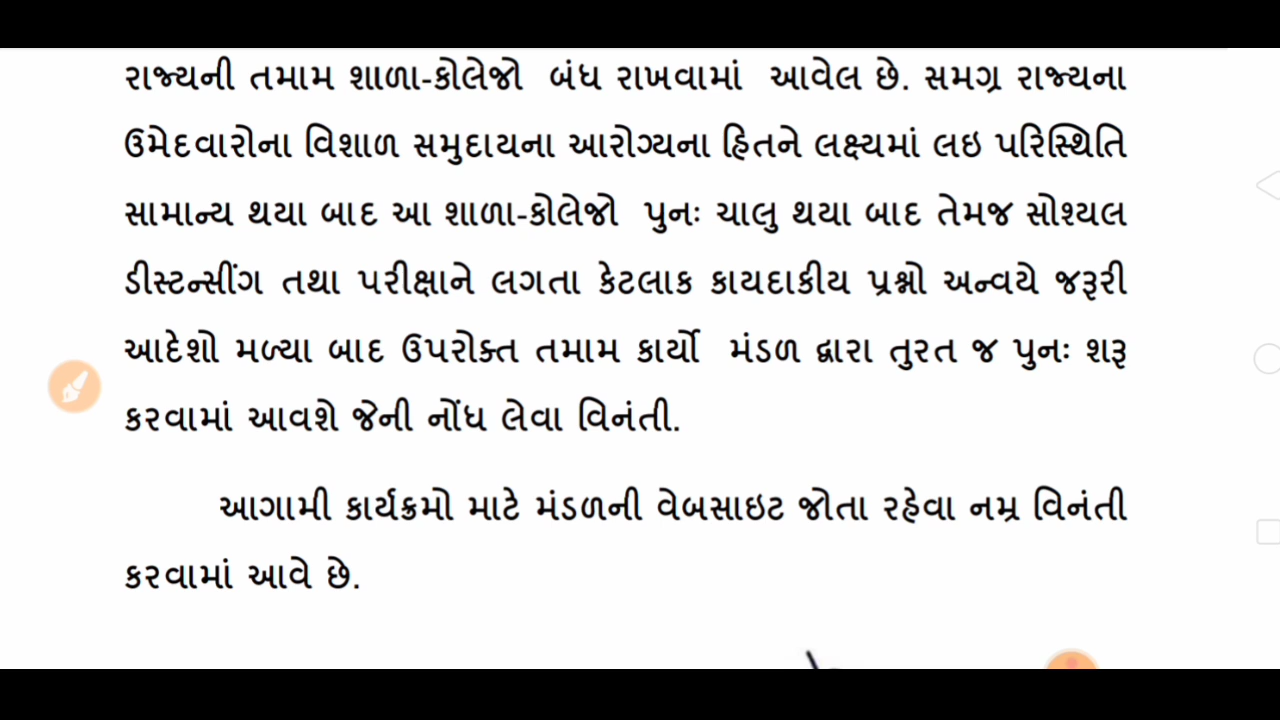 રાજ્યની તમામ શાળા-કોલેજો બંધ રાખવામાં આવેલ છે. સમગ્ર રાજ્યના
ઉમેદવારોના વિશાળ સમુદાયના આરોગ્યના હિતને લક્ષ્યમાં લઇ પરિસ્થિતિ
સામાન્ય થયા બાદ આ શાળા-કોલેજો પુનઃ ચાલુ થયા બાદ તેમજ સોશ્યલ
ડીસ્ટન્સીંગ તથા પરીક્ષાને લગતા કેટલાક કાયદાકીય પ્રશ્નો અન્વયે જરૂરી
આદેશો મળ્યા બાદ ઉપરોક્ત તમામ કાર્યો મંડળ દ્વારા તુરત જ પુનઃ શરૂ
કરવામાં આવશે જેની નોંધ લેવા વિનંતી.
આગામી કાર્યક્રમો માટે મંડળની વેબસાઇટ જોતા રહેવા નમ્ર વિનંતી
કરવામાં આવે છે.